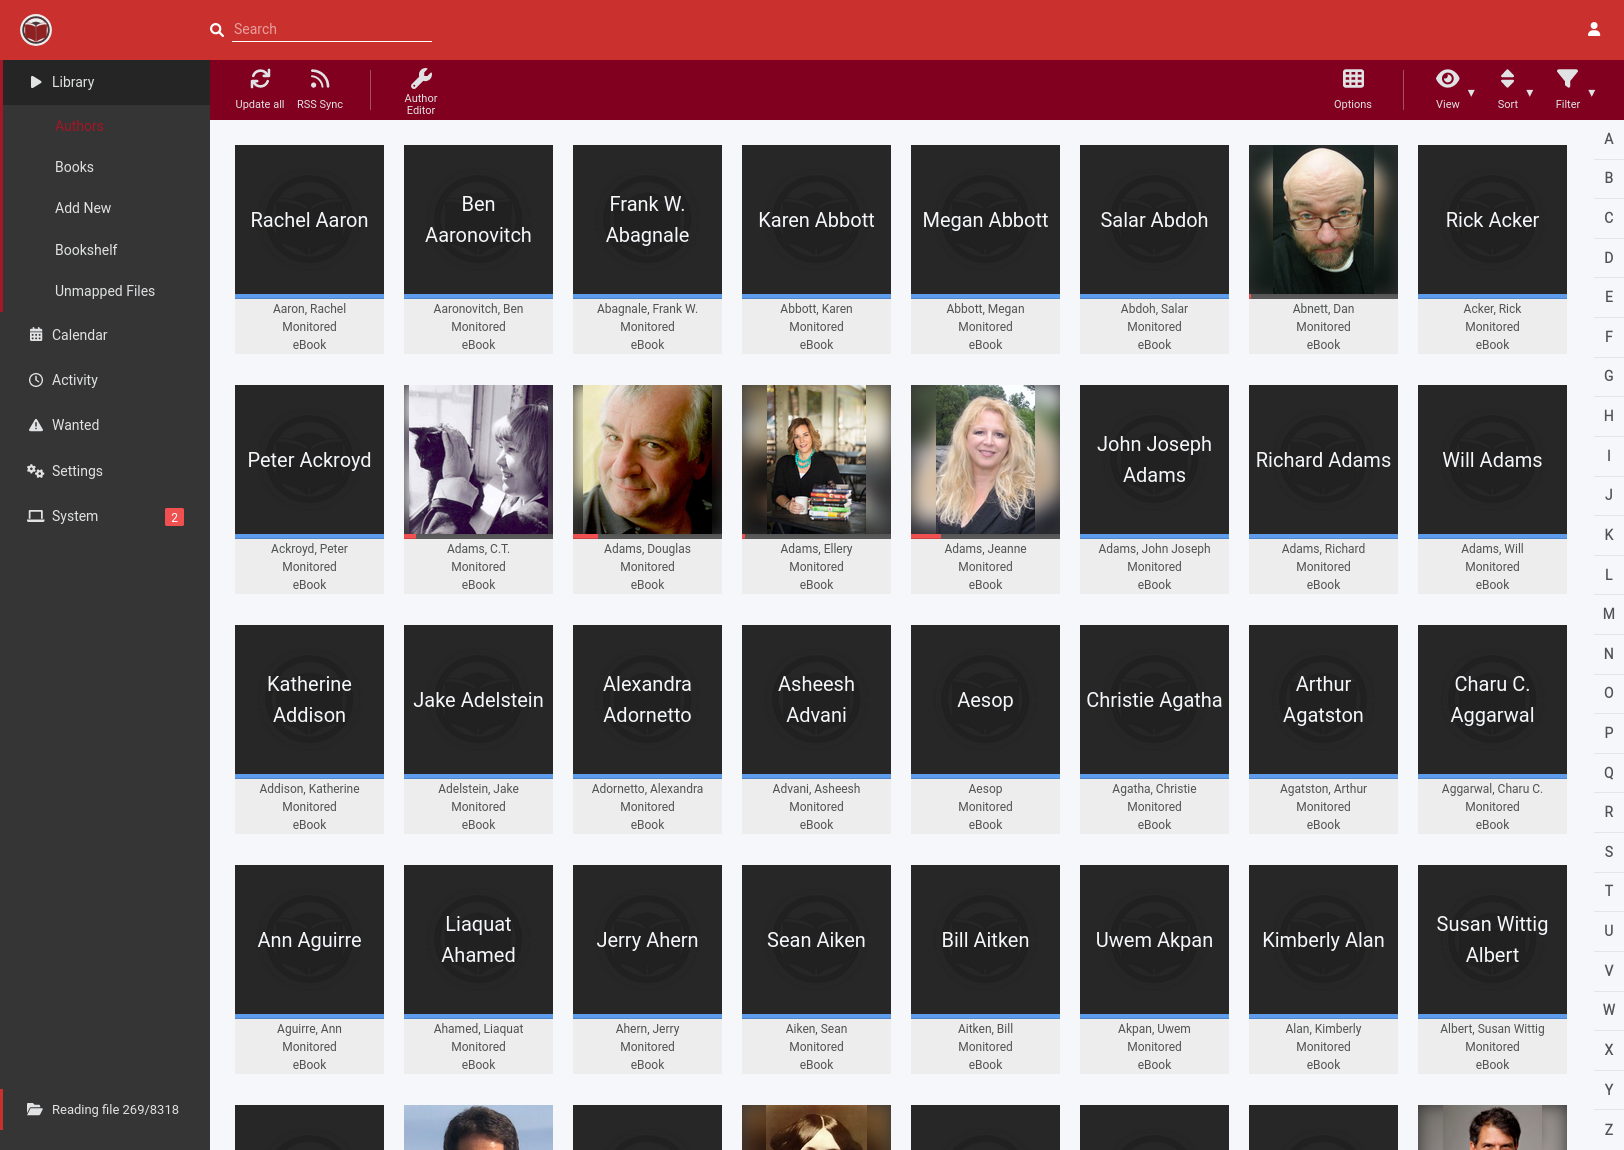 Search
Library
Authors
Books
Add New
Bookshelf
Unmapped Files
Calendar
Activity
Wanted
Settings
System
2
Reading file 269/8318
Update all
RSS Sync
Author
Editor
Options
View
Sort
Filter
Rachel Aaron
Aaron, Rachel
Monitored
eBook
Ben
Aaronovitch
Aaronovitch, Ben
Monitored
eBook
Frank W.
Abagnale
Abagnale, Frank W.
Monitored
eBook
Karen Abbott
Abbott, Karen
Monitored
eBook
Megan Abbott
Abbott, Megan
Monitored
eBook
Salar Abdoh
Abdoh, Salar
Monitored
eBook
Abnett, Dan
Monitored
eBook
Rick Acker
Acker, Rick
Monitored
eBook
Peter Ackroyd
Ackroyd, Peter
Monitored
eBook
Adams, C.T.
Monitored
eBook
Adams, Douglas
Monitored
eBook
Adams, Ellery
Monitored
eBook
Adams, Jeanne
Monitored
eBook
John Joseph
Adams
Adams, John Joseph
Monitored
eBook
Richard Adams
Adams, Richard
Monitored
eBook
Will Adams
Adams, Will
Monitored
eBook
Katherine
Addison
Addison, Katherine
Monitored
eBook
Jake Adelstein
Adelstein, Jake
Monitored
eBook
Alexandra
Adornetto
Adornetto, Alexandra
Monitored
eBook
Asheesh
Advani
Advani, Asheesh
Monitored
eBook
Aesop
Aesop
Monitored
eBook
Christie Agatha
Agatha, Christie
Monitored
eBook
Arthur
Agatston
Agatston, Arthur
Monitored
eBook
Charu C.
Aggarwal
Aggarwal, Charu C.
Monitored
eBook
Ann Aguirre
Aguirre, Ann
Monitored
eBook
Liaquat
Ahamed
Ahamed, Liaquat
Monitored
eBook
Jerry Ahern
Ahern, Jerry
Monitored
eBook
Sean Aiken
Aiken, Sean
Monitored
eBook
Bill Aitken
Aitken, Bill
Monitored
eBook
Uwem Akpan
Akpan, Uwem
Monitored
eBook
Kimberly Alan
Alan, Kimberly
Monitored
eBook
Susan Wittig
Albert
Albert, Susan Wittig
Monitored
eBook
A
B
C
D
E
F
G
H
I
J
K
L
M
N
O
P
Q
R
S
T
U
V
W
X
Y
Z